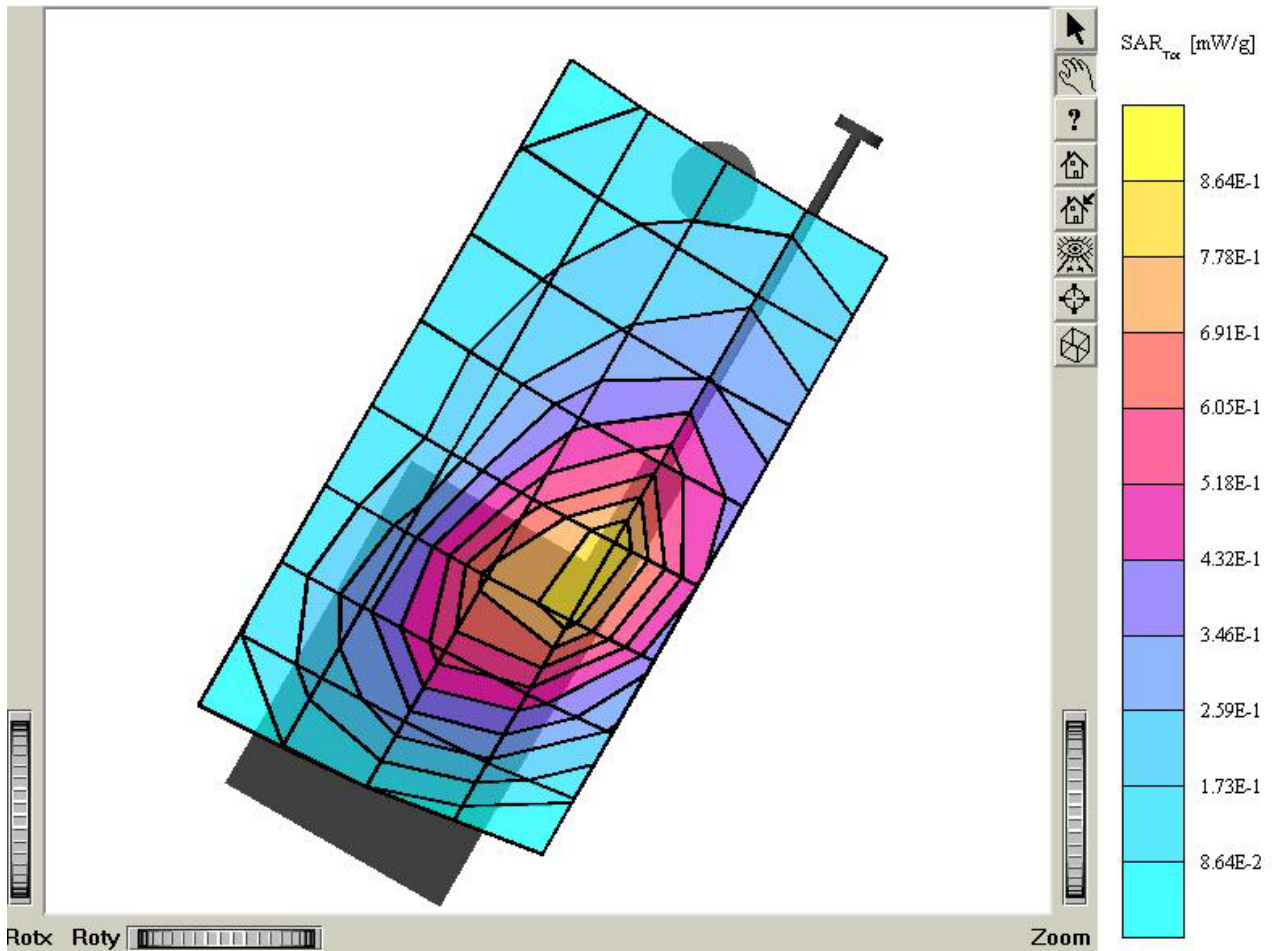 SAR_Tot [mW/g]
?
8.64E-1
7.78E-1
6.91E-1
6.05E-1
5.18E-1
4.32E-1
3.46E-1
2.59E-1
1.73E-1
8.64E-2
Rotx Roty Zoom